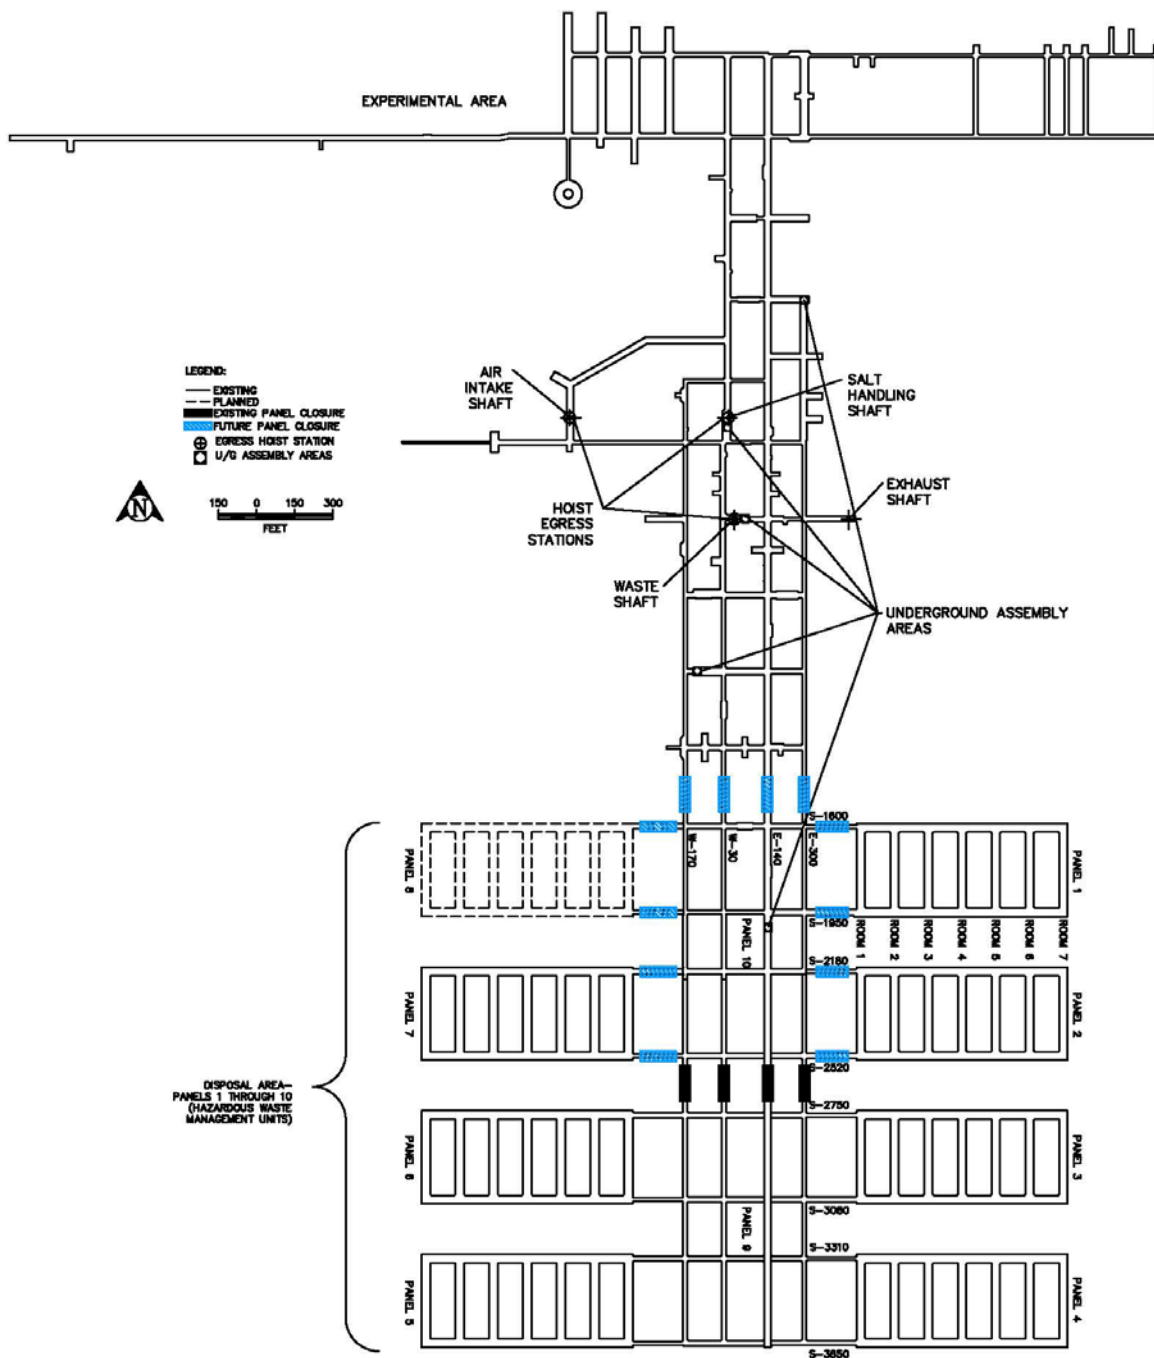 EXPERIMENTAL AREA
LEGEND:
EXISTING
PLANNED
EXISTING PANEL CLOSURE
FUTURE PANEL CLOSURE
EGRESS HOIST STATION
U/G ASSEMBLY AREAS
N
150 0 150 300
FEET
AIR
INTAKE
SHAFT
SALT
HANDLING
SHAFT
EXHAUST
SHAFT
HOIST
EGRESS
STATIONS
WASTE
SHAFT
UNDERGROUND ASSEMBLY
AREAS
S-1600
W-170
W-30
E-140
E-300
PANEL 8
PANEL 1
S-1950
ROOM 1
ROOM 2
ROOM 3
ROOM 4
ROOM 5
ROOM 6
ROOM 7
PANEL 10
S-2180
PANEL 7
PANEL 2
S-2520
DISPOSAL AREA-
PANELS 1 THROUGH 10
(HAZARDOUS WASTE
MANAGEMENT UNITS)
S-2750
PANEL 6
PANEL 3
S-3080
PANEL 9
S-3310
PANEL 5
PANEL 4
S-3650